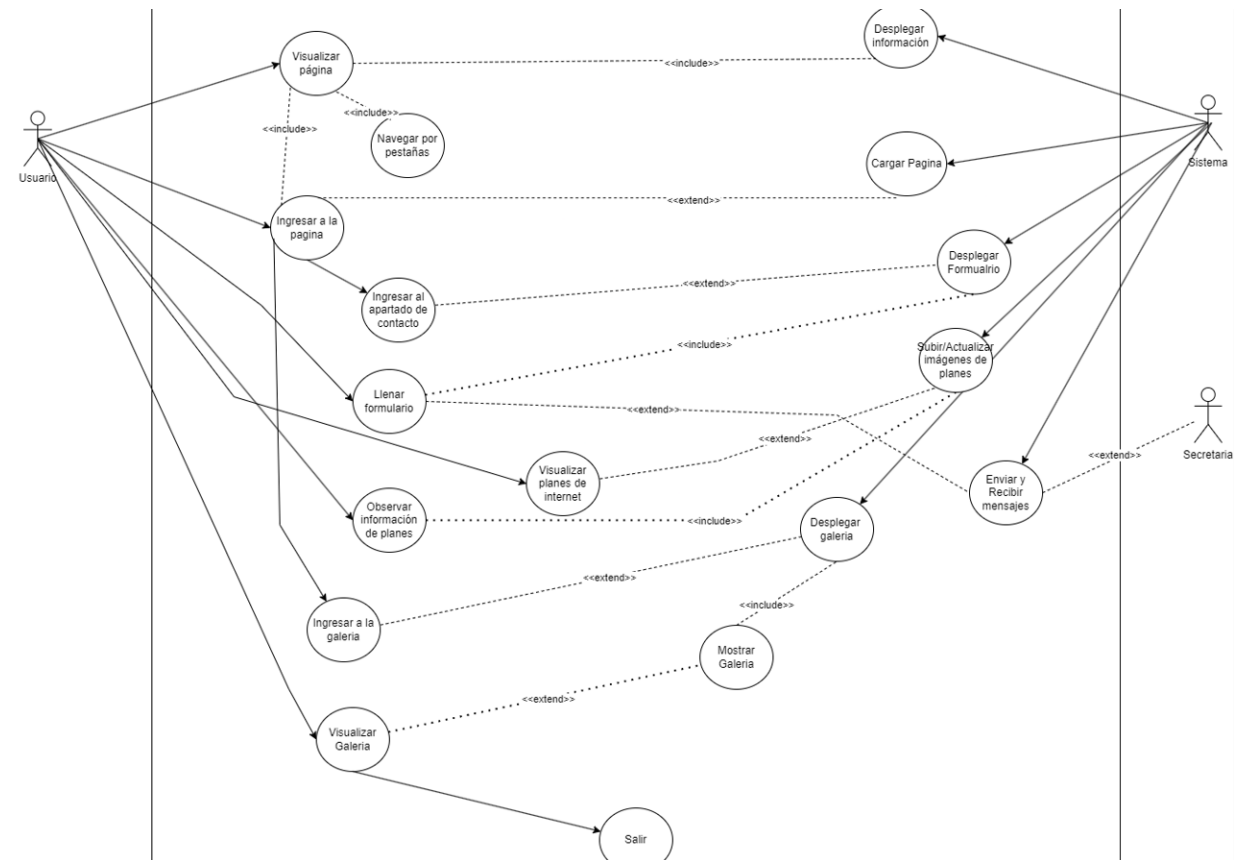 Desplegar
información
Visualizar
página
<<include>>
<<include>>
<<include>>
Navegar por
pestañas
Cargar Pagina
Usuario
Sistema
<<extend>>
Ingresar a la
pagina
Desplegar
Formualrio
<<extend>>
Ingresar al
apartado de
contacto
<<include>>
Subir/Actualizar
imágenes de
planes
Llenar
formulario
<<extend>>
<<extend>>
<<extend>>
Secretaria
Visualizar
planes de
internet
Enviar y
Recibir
mensajes
Observar
información
de planes
<<include>>
Desplegar
galeria
<<extend>>
<<include>>
Ingresar a la
galeria
Mostrar
Galeria
<<extend>>
Visualizar
Galeria
Salir